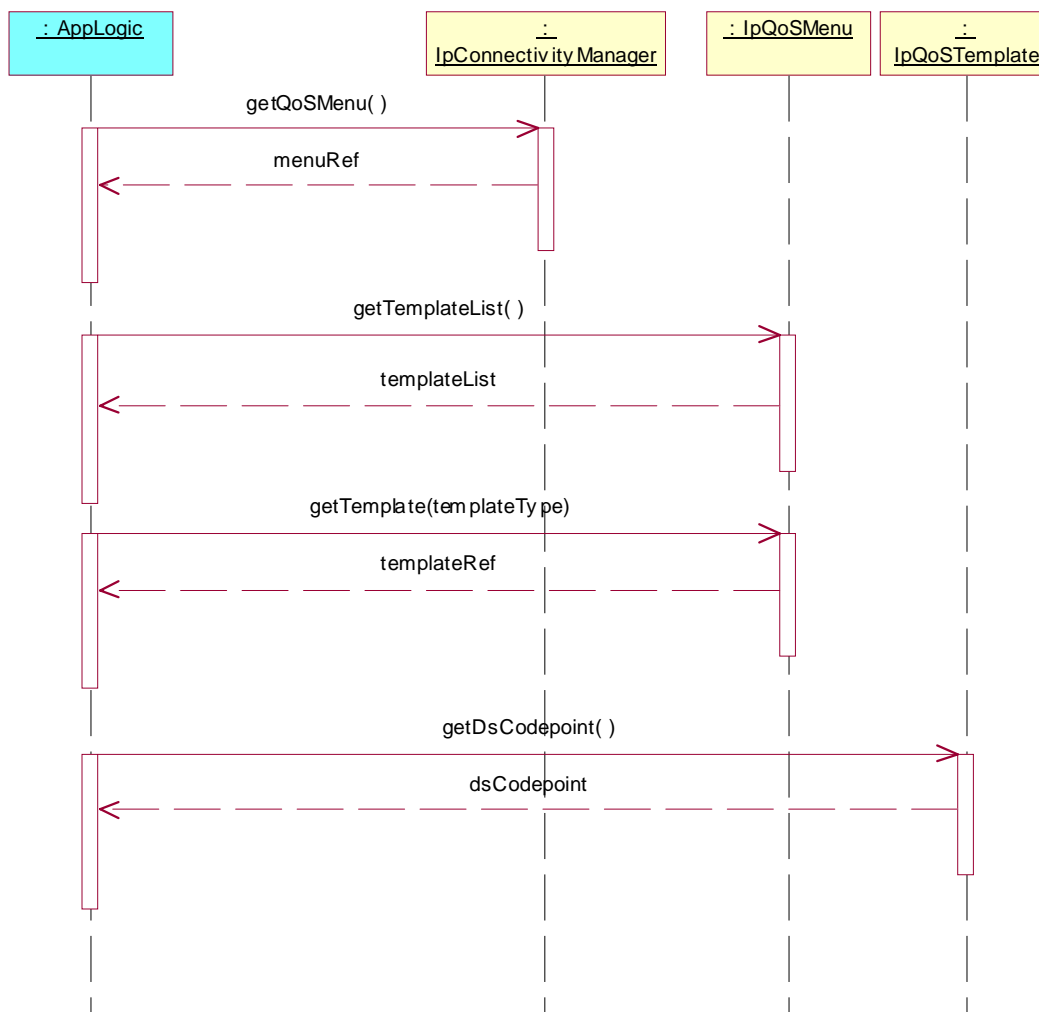 : AppLogic
:
IpConnectivityManager
: IpQoSMenu
:
IpQoSTemplate
getQoSMenu( )
menuRef
getTemplateList( )
templateList
getTemplate(templateType)
templateRef
getDsCodepoint( )
dsCodepoint